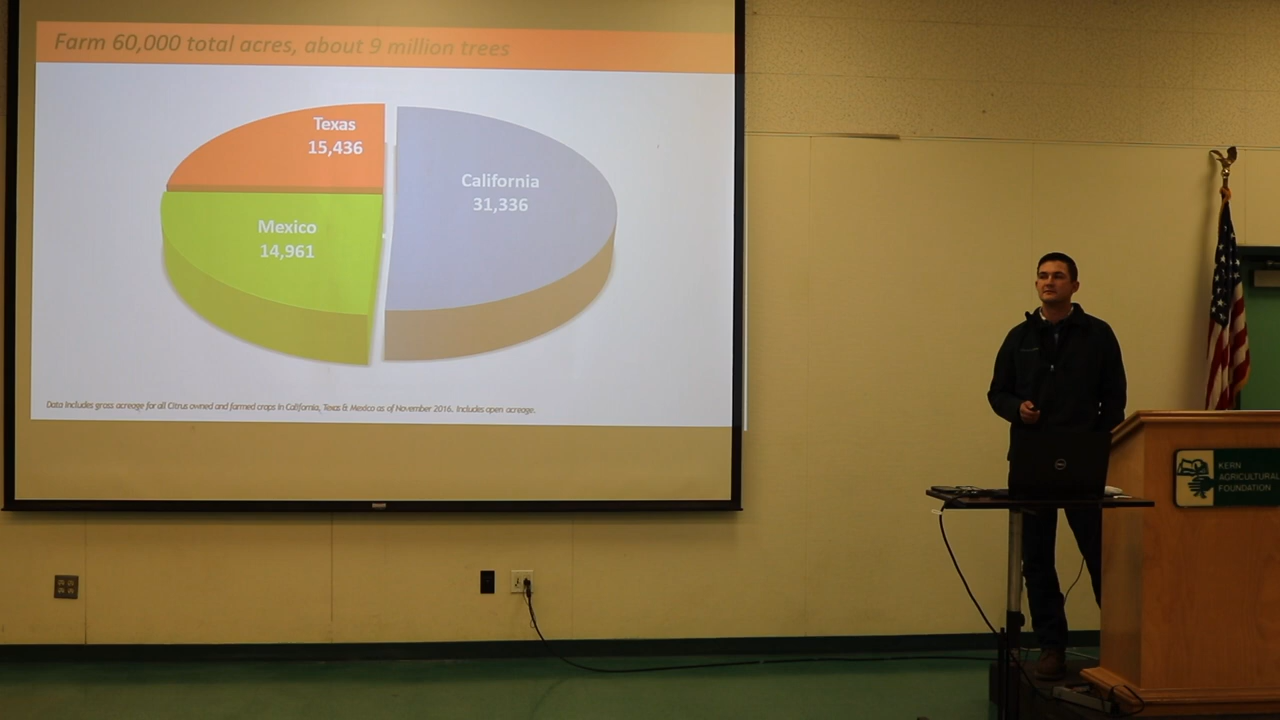 Farm 60,000 total acres, about 9 million trees
Texas
15,436
California
31,336
Mexico
14,961
Data includes gross acreage for all Citrus owned and farmed crops in California, Texas & Mexico as of November 2016. Includes open acreage.
KERN
AGRICULTURAL
FOUNDATION
DELL